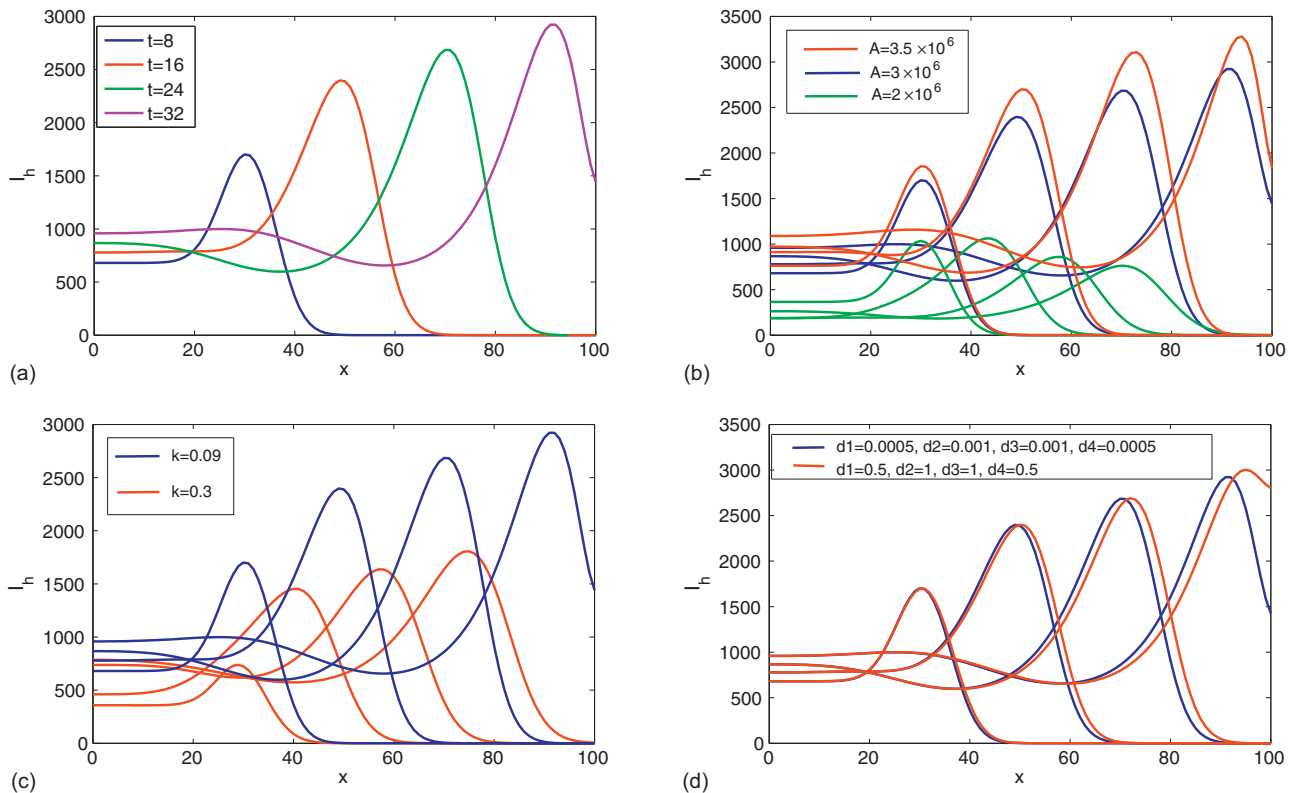 3000
2500
2000
1500
1000
500
0
I_h
t=8
t=16
t=24
t=32
0 20 40 60 80 100
x
(a)
3500
3000
2500
2000
1500
1000
500
0
I_h
A=3.5 ×10^6
A=3 ×10^6
A=2 ×10^6
0 20 40 60 80 100
x
(b)
3000
2500
2000
1500
1000
500
0
I_h
k=0.09
k=0.3
0 20 40 60 80 100
x
(c)
3500
3000
2500
2000
1500
1000
500
0
I_h
d1=0.0005, d2=0.001, d3=0.001, d4=0.0005
d1=0.5, d2=1, d3=1, d4=0.5
0 20 40 60 80 100
x
(d)